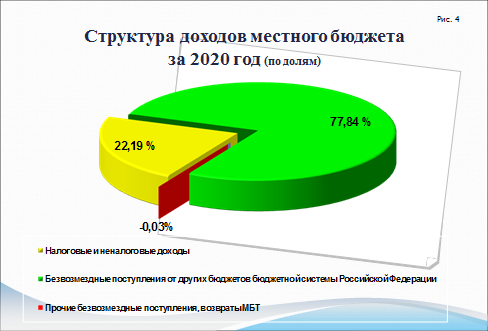 Рис. 4
Структура доходов местного бюджета
за 2020 год (по долям)
77,84 %
22,19 %
-0,03%
Налоговые и неналоговые доходы
Безвозмездные поступления от других бюджетов бюджетной системы Российской Федерации
Прочие безвозмездные поступления, возвраты МБТ